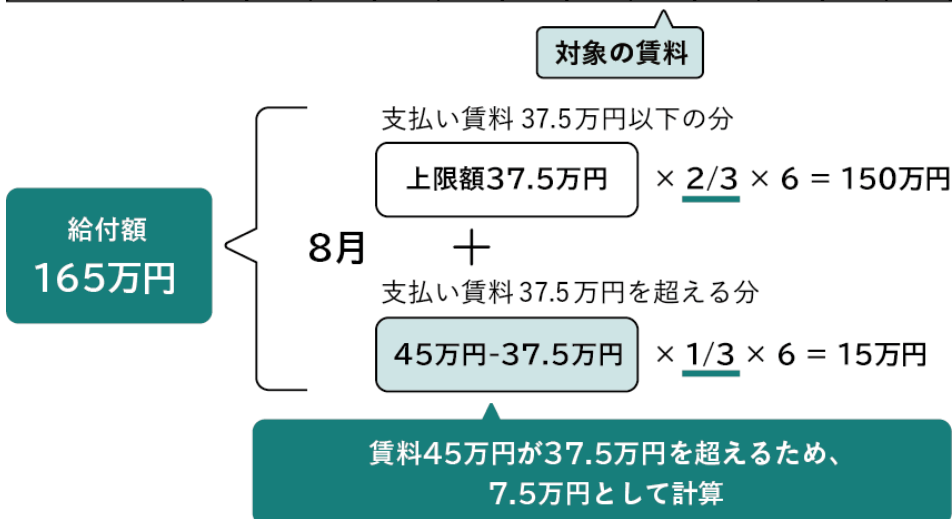 対象の賃料
支払い賃料 37.5万円以下の分
上限額37.5万円 × 2/3 × 6 = 150万円
給付額
165万円
8月 +
支払い賃料 37.5万円を超える分
45万円-37.5万円 × 1/3 × 6 = 15万円
賃料45万円が37.5万円を超えるため、
7.5万円として計算